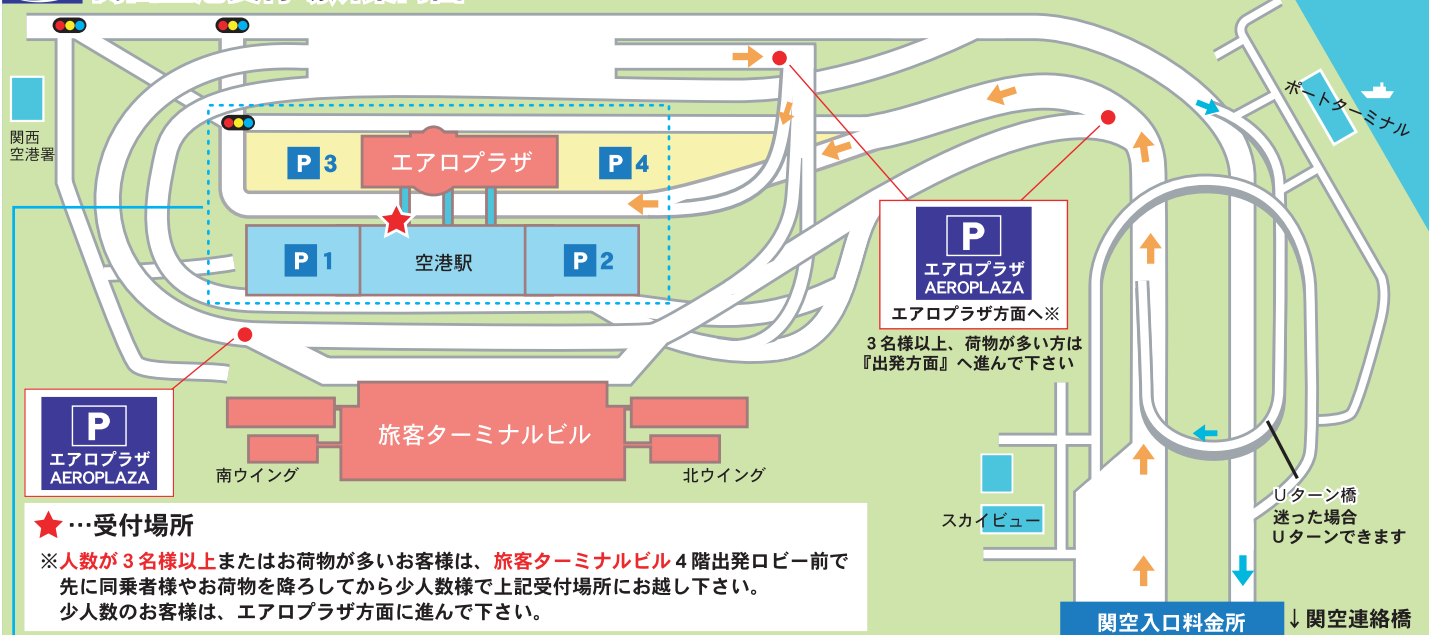 関西
空港署
P 3
エアロプラザ
P 4
P 1
空港駅
P 2
ポートターミナル
P
エアロプラザ
AEROPLAZA
エアロプラザ方面へ※
3名様以上、荷物が多い方は
『出発方面』へ進んで下さい
P
エアロプラザ
AEROPLAZA
旅客ターミナルビル
南ウイング
北ウイング
スカイビュー
Uターン橋
迷った場合
Uターンできます
★…受付場所
※人数が3名様以上またはお荷物が多いお客様は、旅客ターミナルビル4階出発ロビー前で
先に同乗者様やお荷物を降ろしてから少人数様で上記受付場所にお越し下さい。
少人数のお客様は、エアロプラザ方面に進んで下さい。
関空入口料金所
↓関空連絡橋